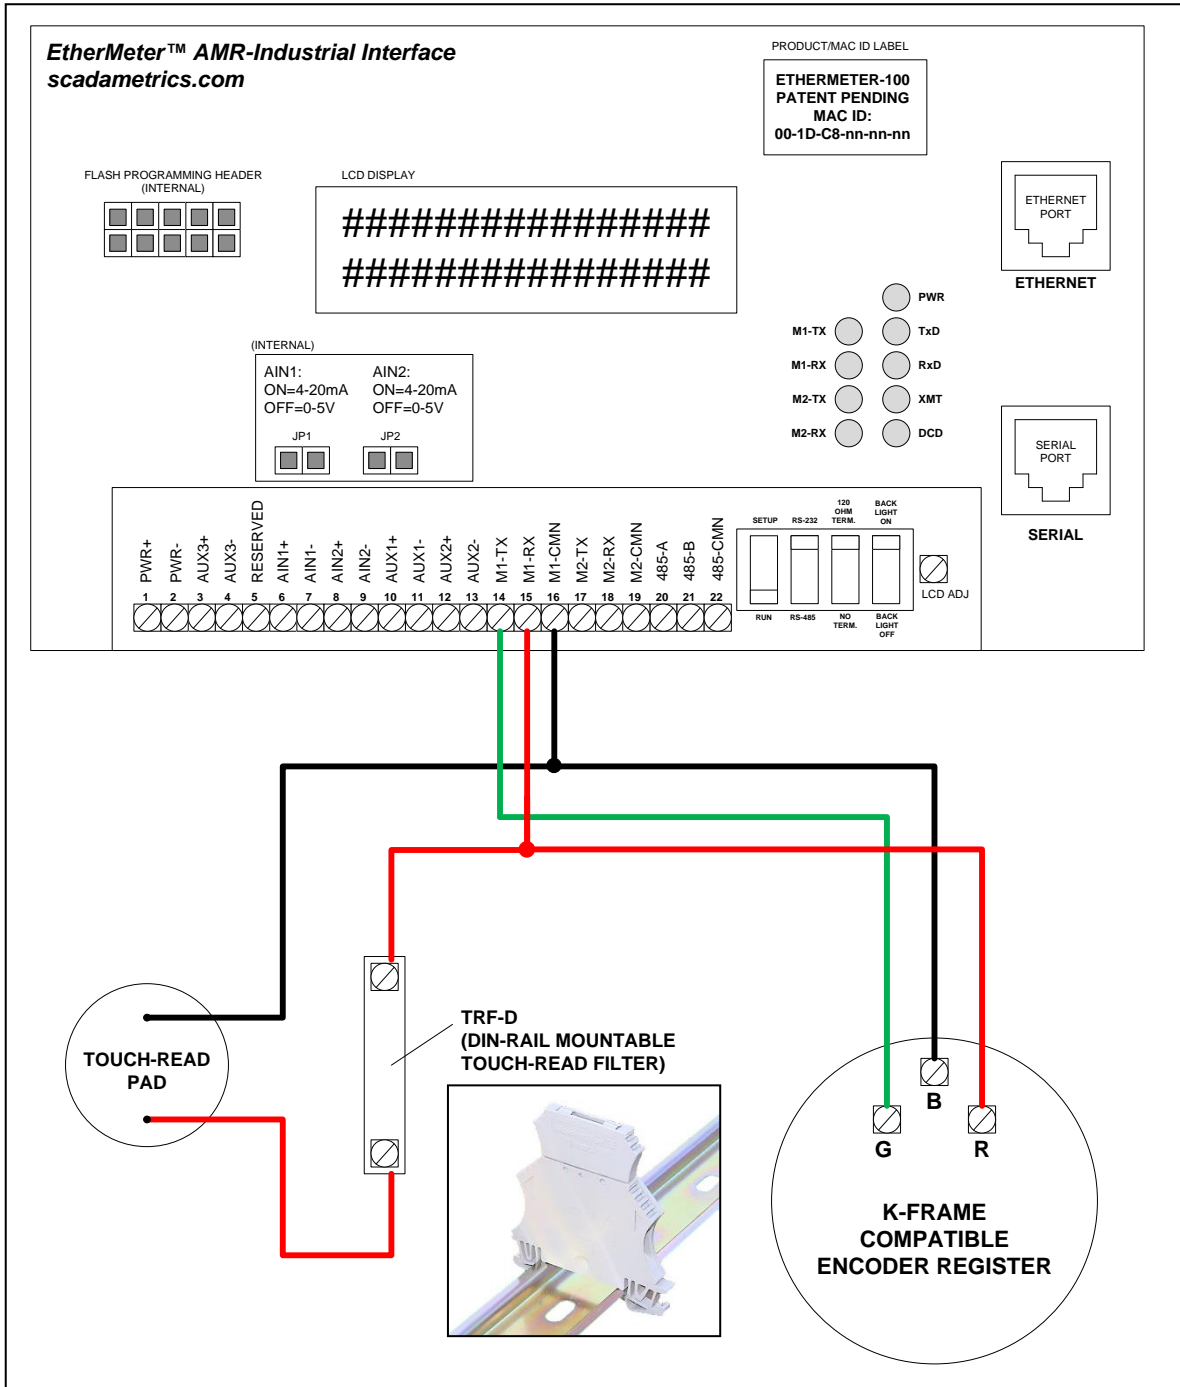 EtherMeter™ AMR-Industrial Interface
scadametrics.com
PRODUCT/MAC ID LABEL
ETHERMETER-100
PATENT PENDING
MAC ID:
00-1D-C8-nn-nn-nn
FLASH PROGRAMMING HEADER
(INTERNAL)
LCD DISPLAY
################
################
ETHERNET
PORT
ETHERNET
PWR
M1-TX
TxD
M1-RX
RxD
M2-TX
XMT
M2-RX
DCD
(INTERNAL)
AIN1:
ON=4-20mA
OFF=0-5V
AIN2:
ON=4-20mA
OFF=0-5V
JP1
JP2
SERIAL
PORT
SERIAL
PWR+
PWR-
AUX3+
AUX3-
RESERVED
AIN1+
AIN1-
AIN2+
AIN2-
AUX1+
AUX1-
AUX2+
AUX2-
M1-TX
M1-RX
M1-CMN
M2-TX
M2-RX
M2-CMN
485-A
485-B
485-CMN
1 2 3 4 5 6 7 8 9 10 11 12 13 14 15 16 17 18 19 20 21 22
SETUP
RS-232
120
OHM
TERM.
BACK
LIGHT
ON
RUN
RS-485
NO
TERM.
BACK
LIGHT
OFF
LCD ADJ
TOUCH-READ
PAD
TRF-D
(DIN-RAIL MOUNTABLE
TOUCH-READ FILTER)
B
G
R
K-FRAME
COMPATIBLE
ENCODER REGISTER